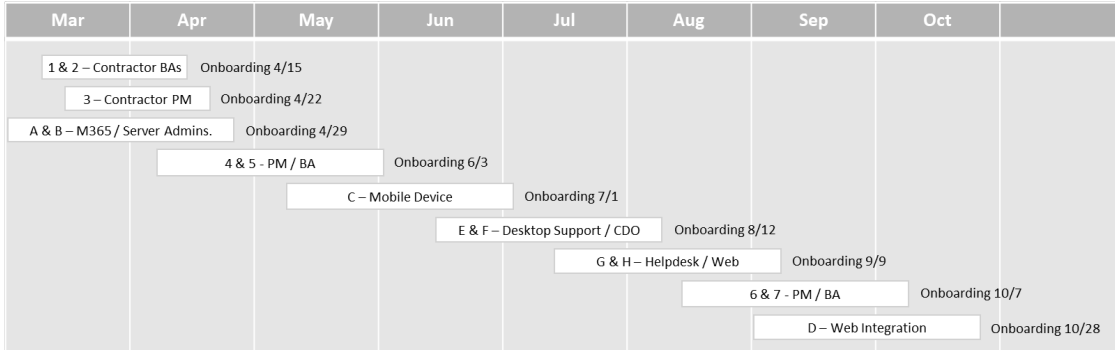 Mar Apr May Jun Jul Aug Sep Oct
1 & 2 – Contractor BAs Onboarding 4/15
3 – Contractor PM Onboarding 4/22
A & B – M365 / Server Admins. Onboarding 4/29
4 & 5 - PM / BA Onboarding 6/3
C – Mobile Device Onboarding 7/1
E & F – Desktop Support / CDO Onboarding 8/12
G & H – Helpdesk / Web Onboarding 9/9
6 & 7 - PM / BA Onboarding 10/7
D – Web Integration Onboarding 10/28